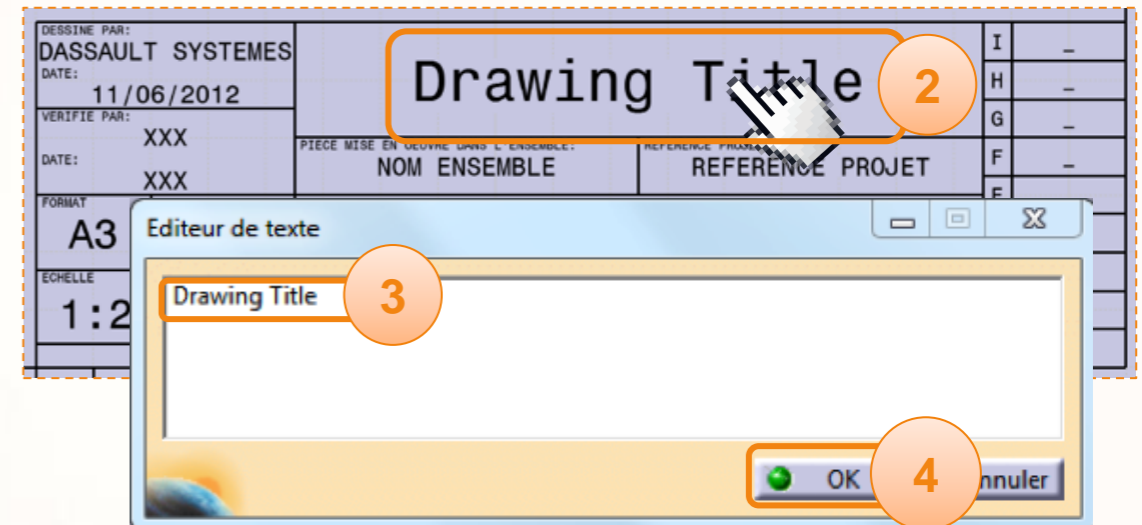 DESSINE PAR:
DASSAULT SYSTEMES
DATE:
11/06/2012
VERIFIE PAR:
XXX
DATE:
XXX
FORMAT
A3
ECHELLE
1:2
Drawing Title
2
PIECE MISE EN OEUVRE DANS L'ENSEMBLE:
NOM ENSEMBLE
REFERENCE
REFERENCE PROJET
I _
H _
G _
F _
E
Editeur de texte
Drawing Title
3
OK
4
nnuler